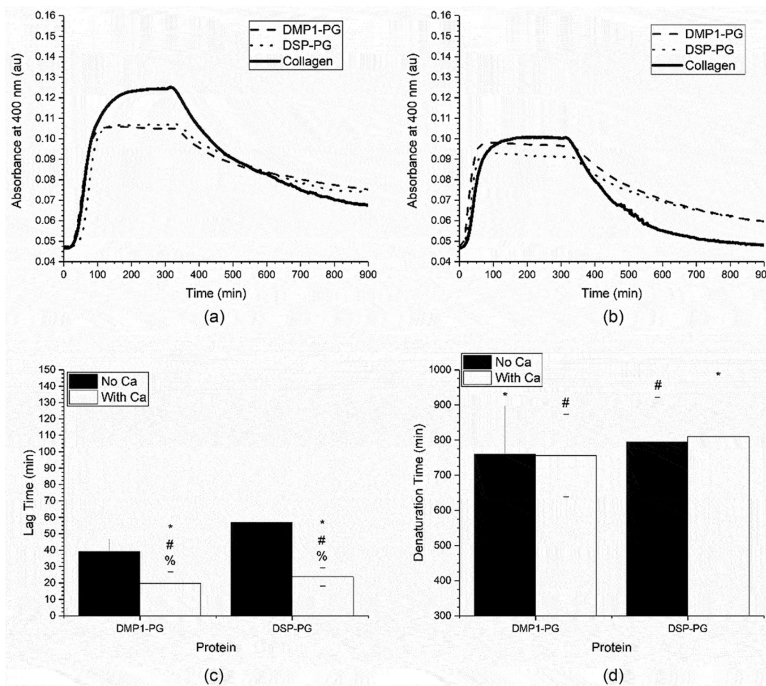 0.16
0.15
0.14
0.13
0.12
0.11
0.10
0.09
0.08
0.07
0.06
0.05
0.04
Absorbance at 400 nm (au)
DMP1-PG
DSP-PG
Collagen
0 100 200 300 400 500 600 700 800 900
Time (min)
(a)
0.16
0.15
0.14
0.13
0.12
0.11
0.10
0.09
0.08
0.07
0.06
0.05
0.04
Absorbance at 400 nm (au)
DMP1-PG
DSP-PG
Collagen
0 100 200 300 400 500 600 700 800 900
Time (min)
(b)
150
140
130
120
110
100
90
80
70
60
50
40
30
20
10
0
Lag Time (min)
No Ca
With Ca
* *
# #
% %
DMP1-PG DSP-PG
Protein
(c)
1000
900
800
700
600
500
400
300
Denaturation Time (min)
No Ca
With Ca
* # # *
DMP1-PG DSP-PG
Protein
(d)